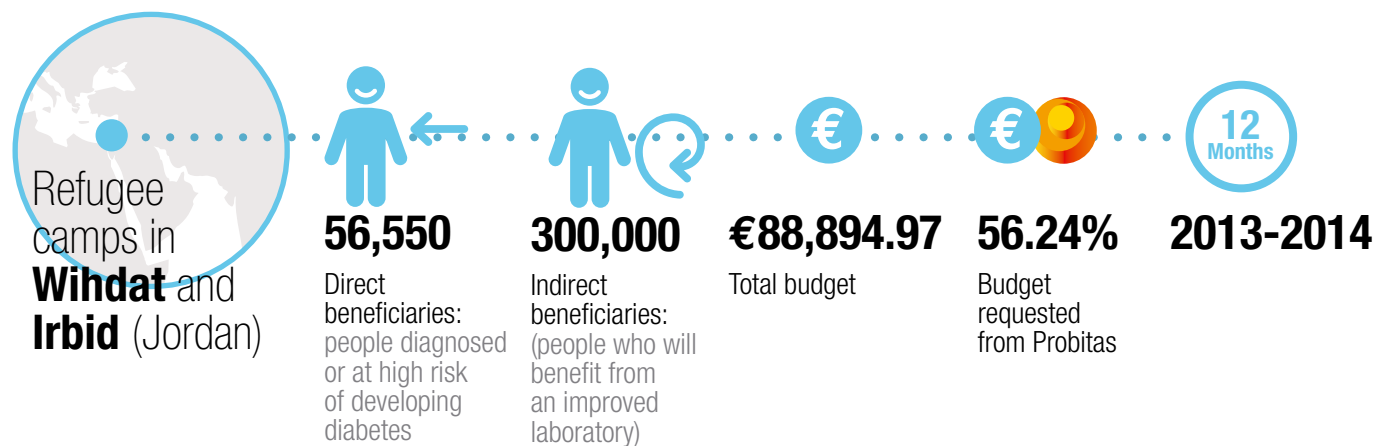 Refugee
camps in
Wihdat and
Irbid (Jordan)
56,550
Direct
beneficiaries:
people diagnosed
or at high risk
of developing
diabetes
300,000
Indirect
beneficiaries:
(people who will
benefit from
an improved
laboratory)
€
€88,894.97
Total budget
€
56.24%
Budget
requested
from Probitas
12
Months
2013-2014